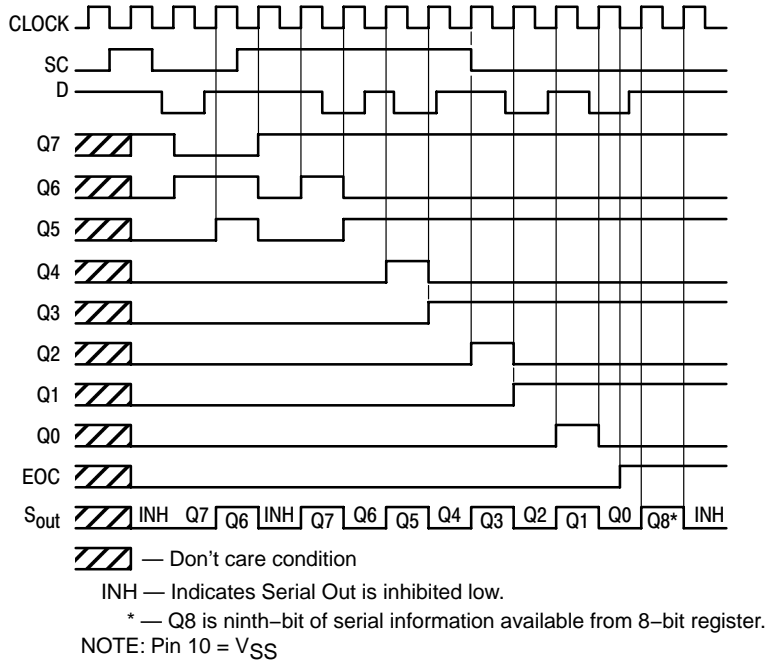 CLOCK
SC
D
Q7
Q6
Q5
Q4
Q3
Q2
Q1
Q0
EOC
Sout INH Q7 Q6 INH Q7 Q6 Q5 Q4 Q3 Q2 Q1 Q0 Q8* INH
— Don't care condition
INH — Indicates Serial Out is inhibited low.
* — Q8 is ninth−bit of serial information available from 8−bit register.
NOTE: Pin 10 = VSS